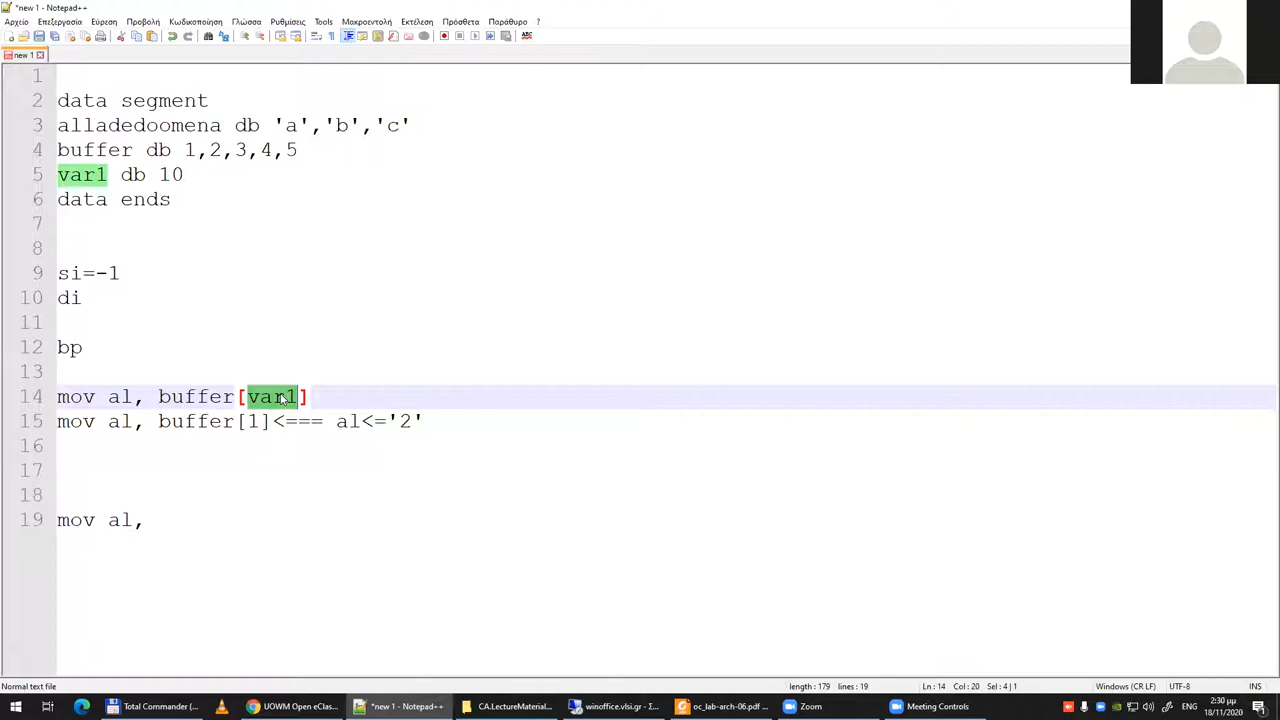 *new 1 - Notepad++
Αρχείο Επεξεργασία Εύρεση Προβολή Κωδικοποίηση Γλώσσα Ρυθμίσεις Tools Μακροεντολή Εκτέλεση Πρόσθετα Παράθυρο ?
new 1
1
2 data segment
3 alladedoomena db 'a','b','c'
4 buffer db 1,2,3,4,5
5 var1 db 10
6 data ends
7
8
9 si=-1
10 di
11
12 bp
13
14 mov al, buffer[var1]
15 mov al, buffer[1]<=== al<='2'
16
17
18
19 mov al,
Normal text file length : 179 lines : 19 Ln : 14 Col : 20 Sel : 4 | 1 Windows (CR LF) UTF-8 INS
Total Commander (... UOWM Open eClas... *new 1 - Notepad++ CA.LectureMaterial... winoffice.vlsi.gr - Σ... oc_lab-arch-06.pdf ... Zoom Meeting Controls 2:30 μμ
18/11/2020